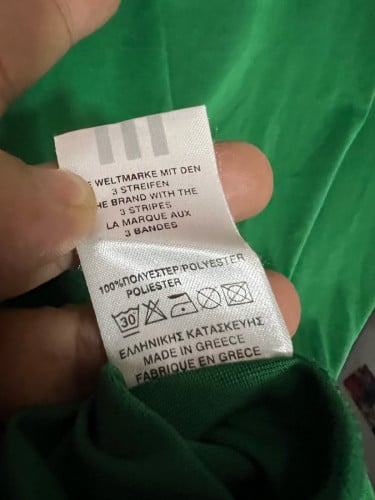 WELTMARKE MIT DEN
3 STREIFEN
THE BRAND WITH THE
3 STRIPES
LA MARQUE AUX
3 BANDES
100%ΠΟΛΥΕΣΤΕΡ/POLYESTER
POLIESTER
30
ΕΛΛΗΝΙΚΗΣ ΚΑΤΑΣΚΕΥΗΣ
MADE IN GREECE
FABRIQUE EN GRECE